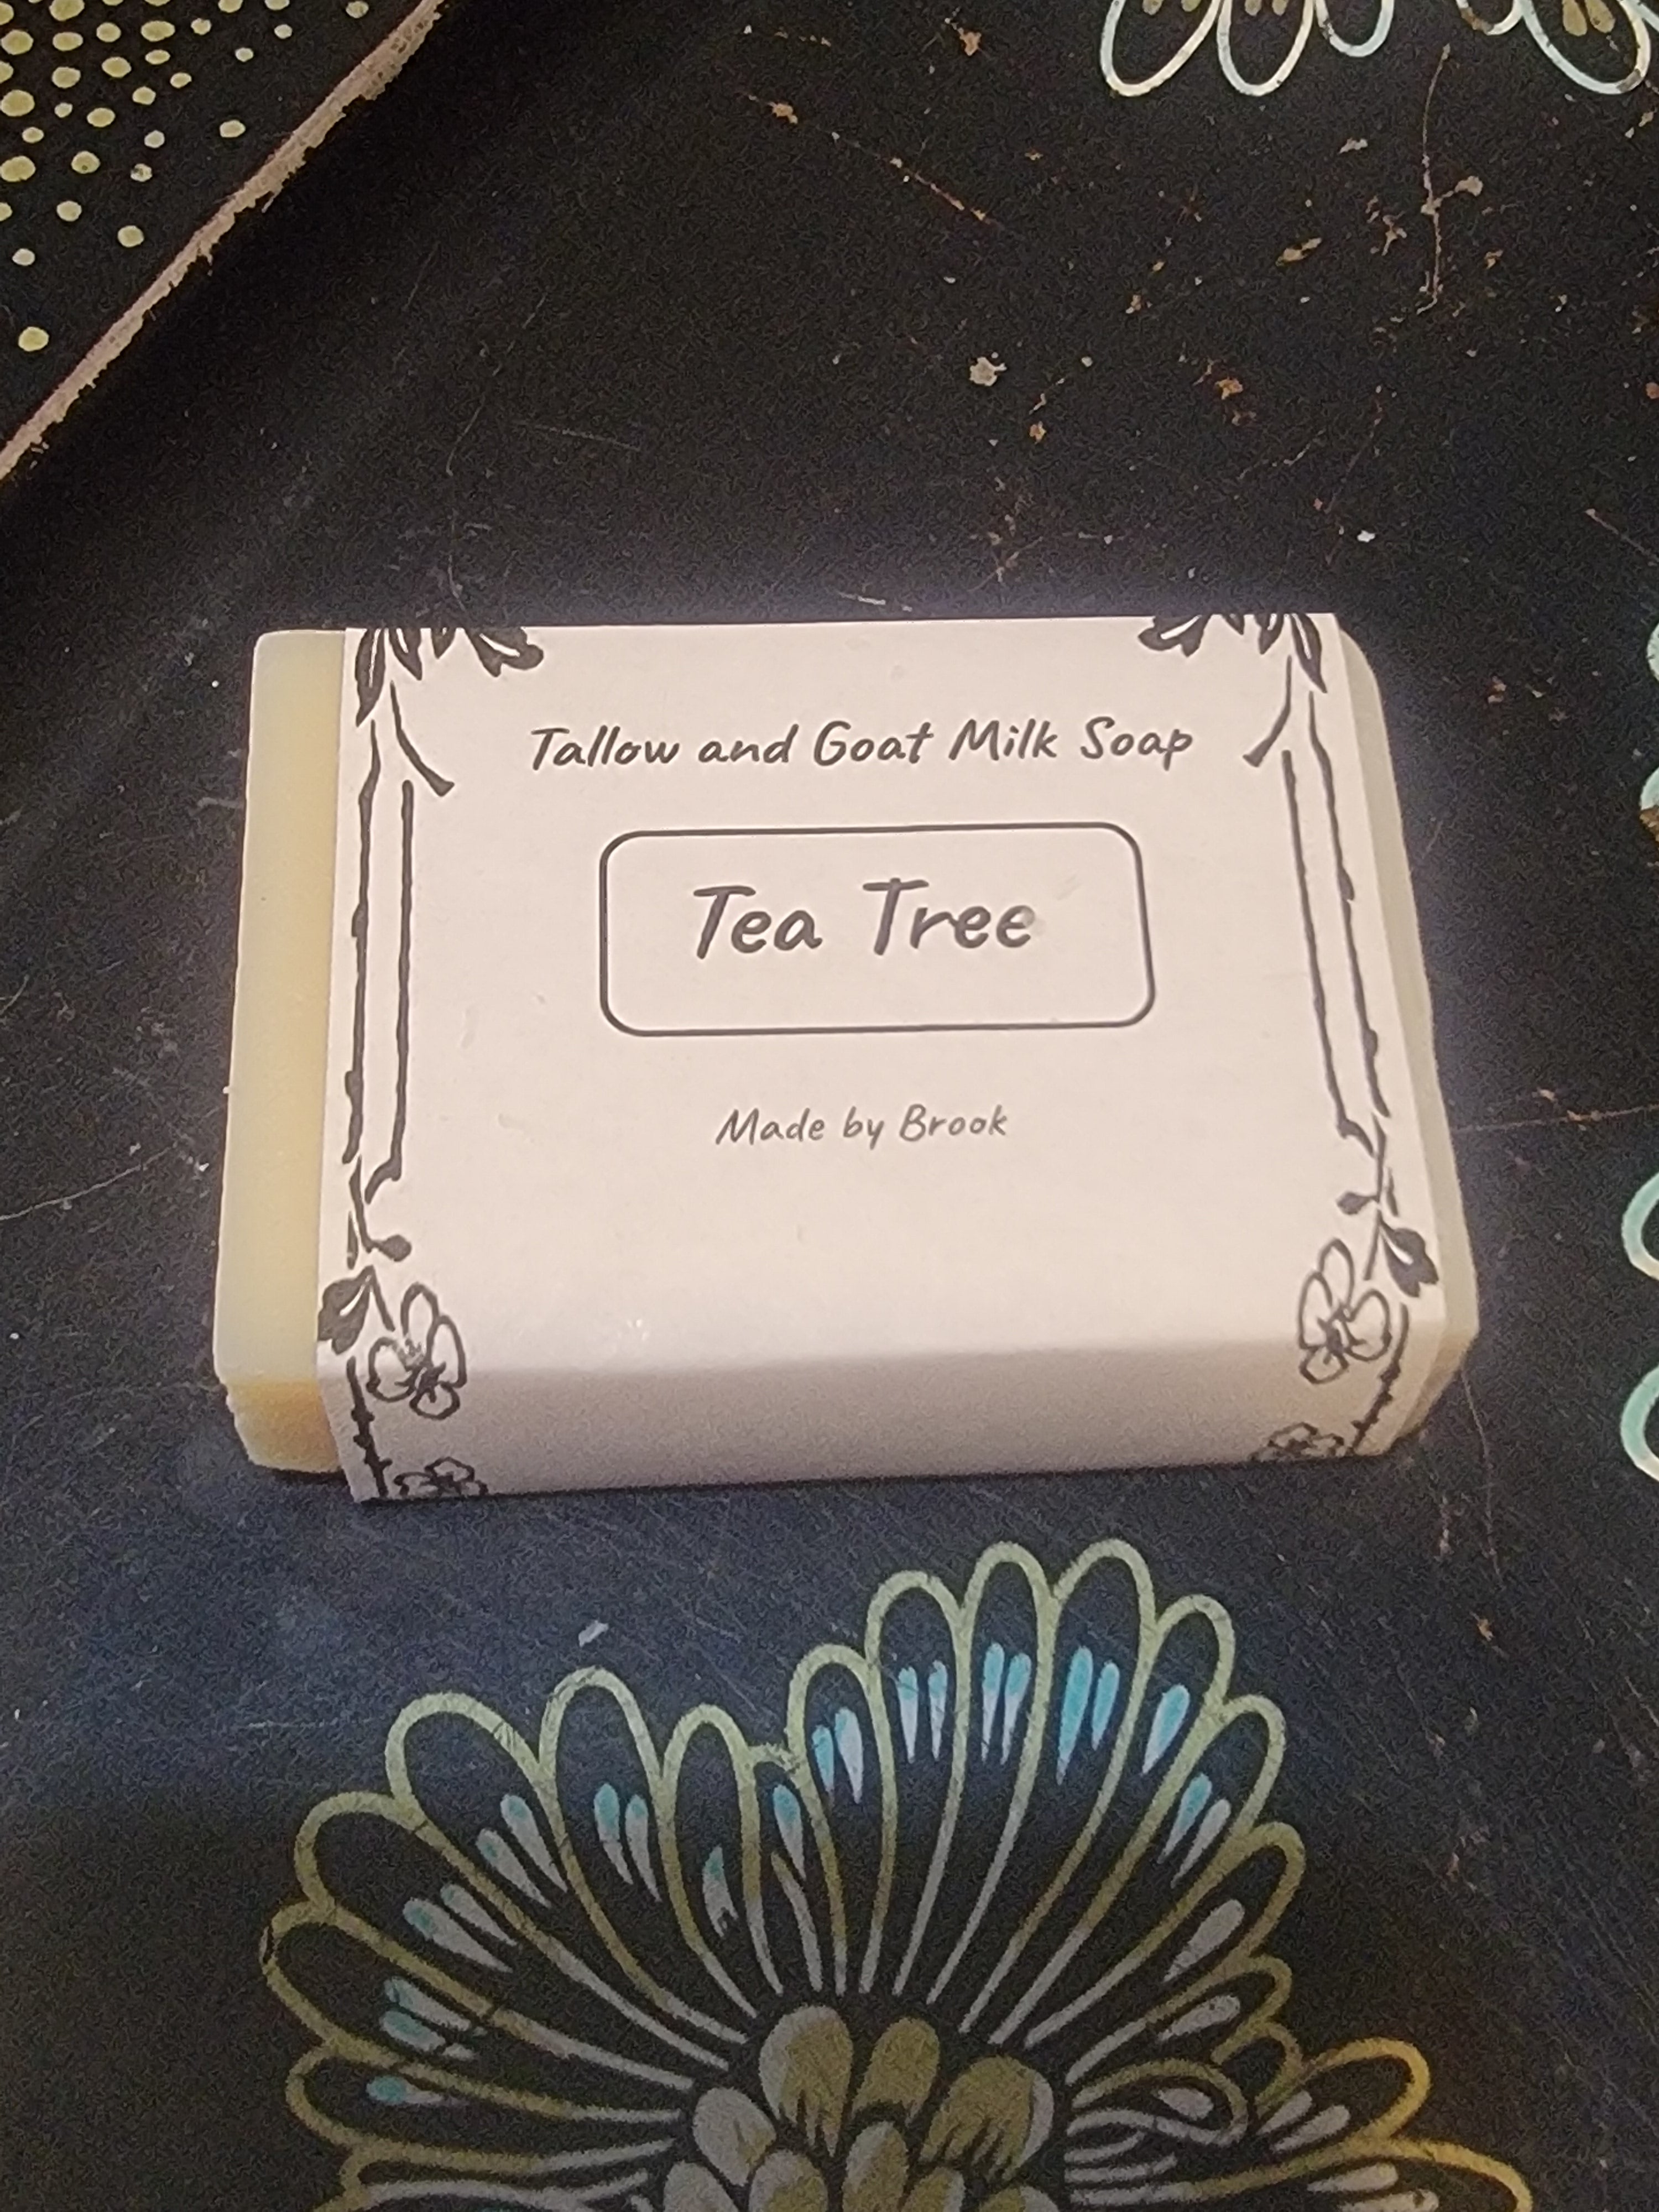 Tallow and Goat Milk Soap
Tea Tree
Made by Brook